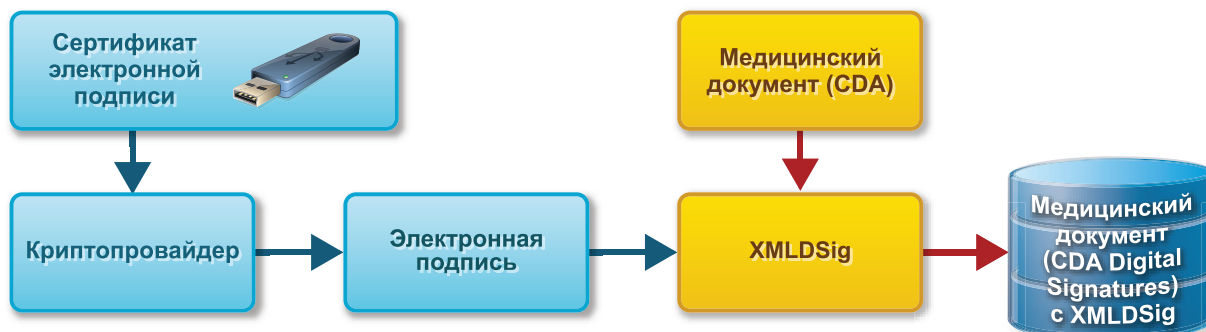 Сертификат
электронной
подписи
Медицинский
документ (CDA)
Криптопровайдер
Электронная
подпись
XMLDSig
Медицинский
документ
(CDA Digital
Signatures)
с XMLDSig